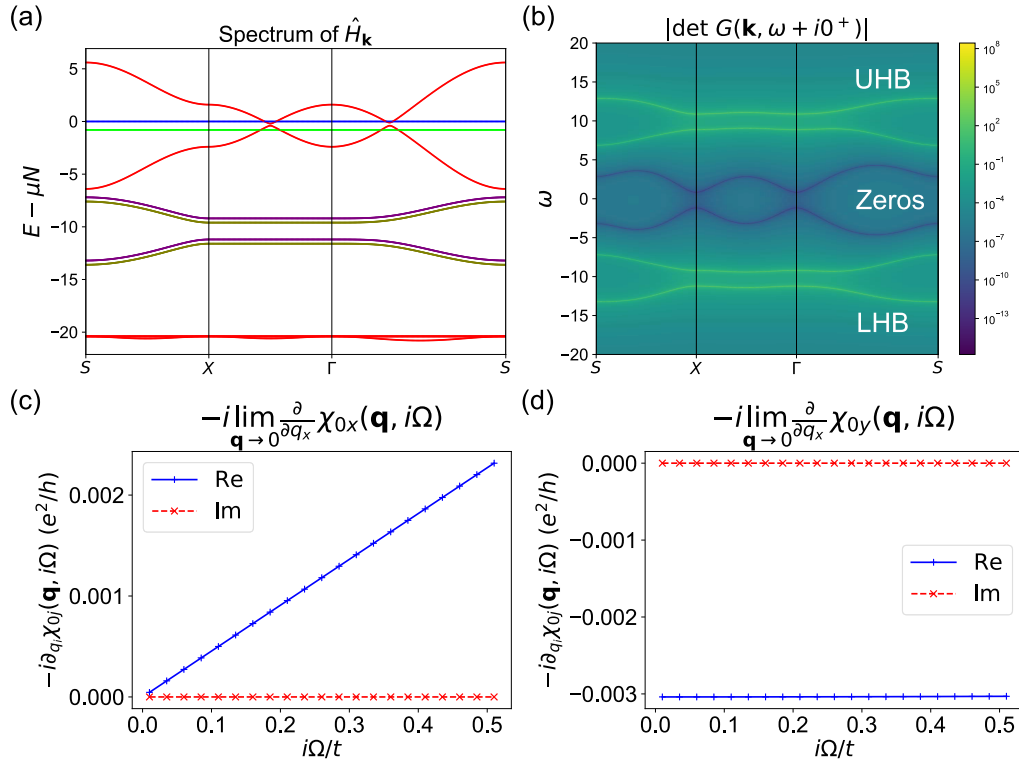 (a)
Spectrum of Ĥ_𝐤
E − μN
5
0
−5
−10
−15
−20
S
X
Γ
S
(b)
|det G(𝐤, ω + i0⁺)|
ω
20
15
10
5
0
−5
−10
−15
−20
S
X
Γ
S
UHB
Zeros
LHB
10⁸
10⁵
10²
10⁻¹
10⁻⁴
10⁻⁷
10⁻¹⁰
10⁻¹³
(c)
−i lim_{𝐪→0} ∂/∂q_x χ_{0x}(𝐪, iΩ)
−i∂_{q_i}χ_{0j}(𝐪, iΩ) (e²/h)
0.002
0.001
0.000
Re
Im
0.0
0.1
0.2
0.3
0.4
0.5
iΩ/t
(d)
−i lim_{𝐪→0} ∂/∂q_x χ_{0y}(𝐪, iΩ)
−i∂_{q_i}χ_{0j}(𝐪, iΩ) (e²/h)
0.000
−0.001
−0.002
−0.003
Re
Im
0.0
0.1
0.2
0.3
0.4
0.5
iΩ/t